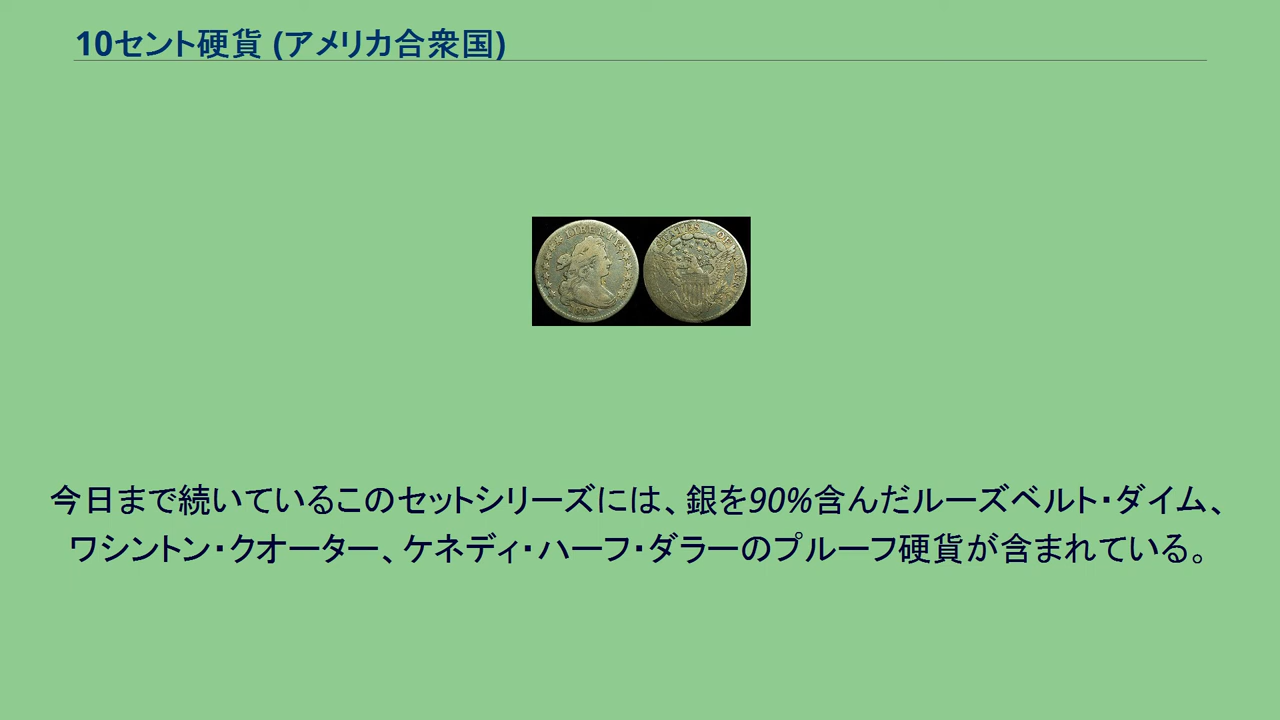 10セント硬貨 (アメリカ合衆国)
LIBERTY
今日まで続いているこのセットシリーズには、銀を90%含んだルーズベルト・ダイム、
ワシントン・クオーター、ケネディ・ハーフ・ダラーのプルーフ硬貨が含まれている。